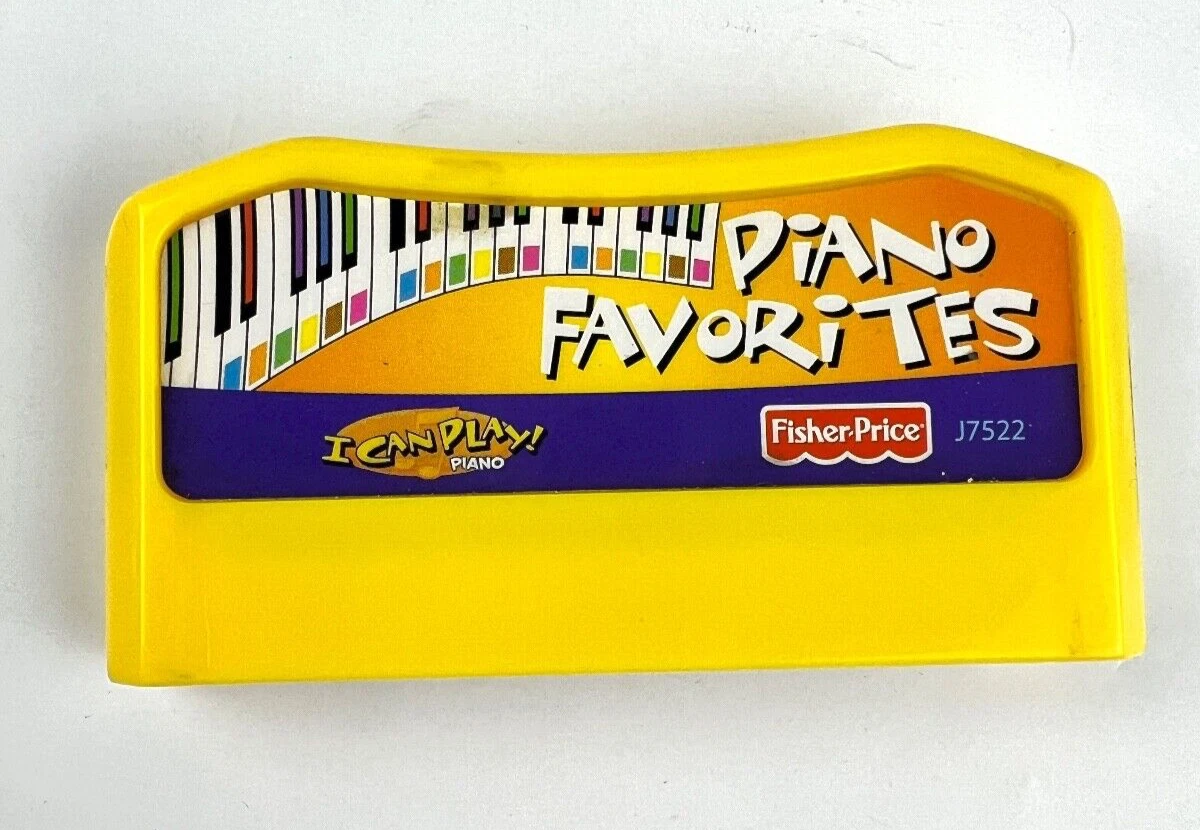 PiANO
FAVORiTES
I CAN PLAY!
PIANO
Fisher-Price® J7522